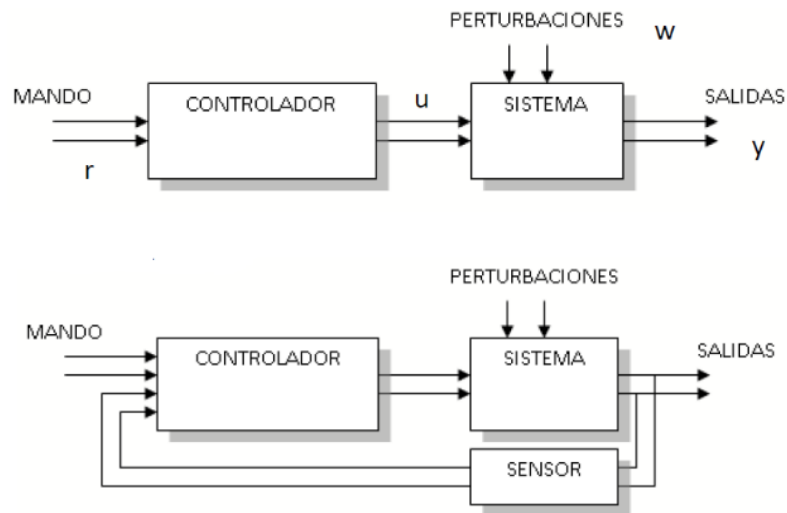 PERTURBACIONES
w
MANDO
CONTROLADOR
u
SISTEMA
SALIDAS
r
y
PERTURBACIONES
MANDO
CONTROLADOR
SISTEMA
SALIDAS
SENSOR